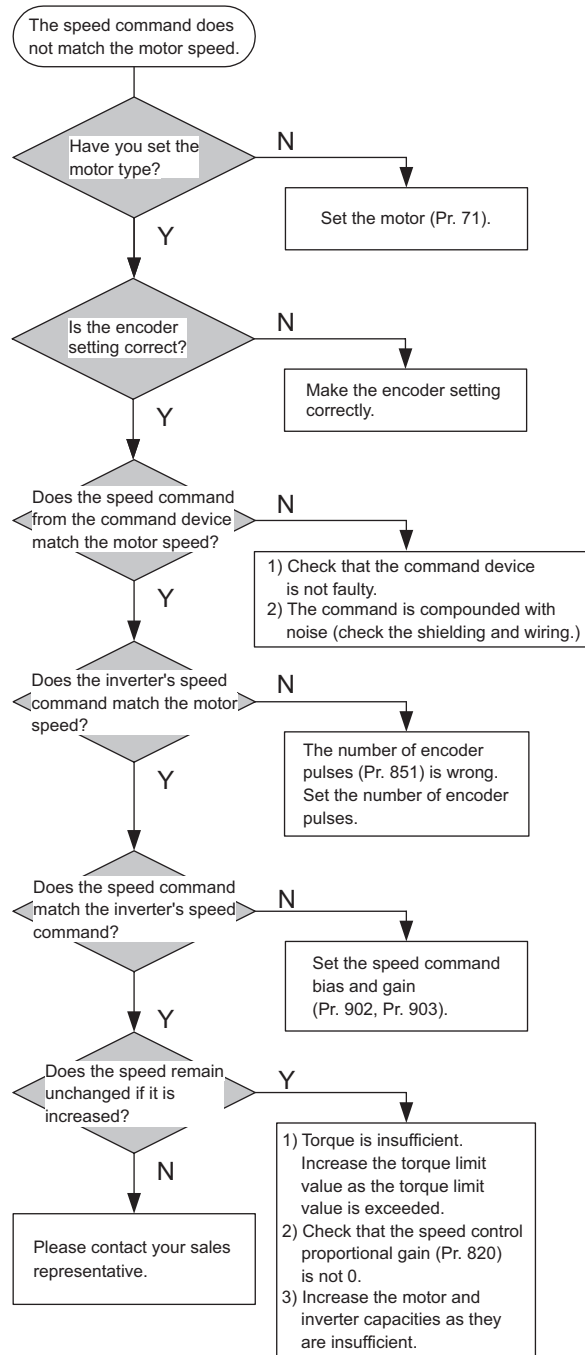 The speed command does
not match the motor speed.
Have you set the
motor type?
N
Set the motor (Pr. 71).
Y
Is the encoder
setting correct?
N
Make the encoder setting
correctly.
Y
Does the speed command
from the command device
match the motor speed?
N
1) Check that the command device
is not faulty.
2) The command is compounded with
noise (check the shielding and wiring.)
Y
Does the inverter's speed
command match the motor
speed?
N
The number of encoder
pulses (Pr. 851) is wrong.
Set the number of encoder
pulses.
Y
Does the speed command
match the inverter's speed
command?
N
Set the speed command
bias and gain
(Pr. 902, Pr. 903).
Y
Does the speed remain
unchanged if it is
increased?
Y
1) Torque is insufficient.
Increase the torque limit
value as the torque limit
value is exceeded.
2) Check that the speed control
proportional gain (Pr. 820)
is not 0.
3) Increase the motor and
inverter capacities as they
are insufficient.
N
Please contact your sales
representative.